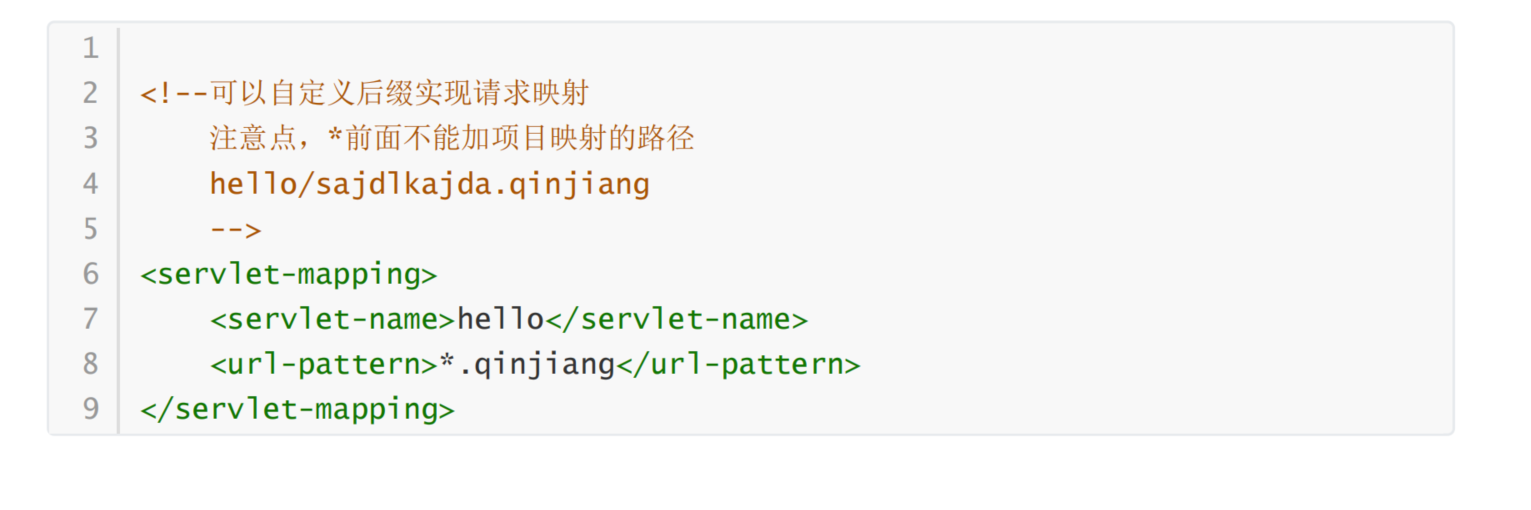 1
2 <!--可以自定义后缀实现请求映射
3     注意点，*前面不能加项目映射的路径
4     hello/sajdlkajda.qinjiang
5     -->
6 <servlet-mapping>
7     <servlet-name>hello</servlet-name>
8     <url-pattern>*.qinjiang</url-pattern>
9 </servlet-mapping>